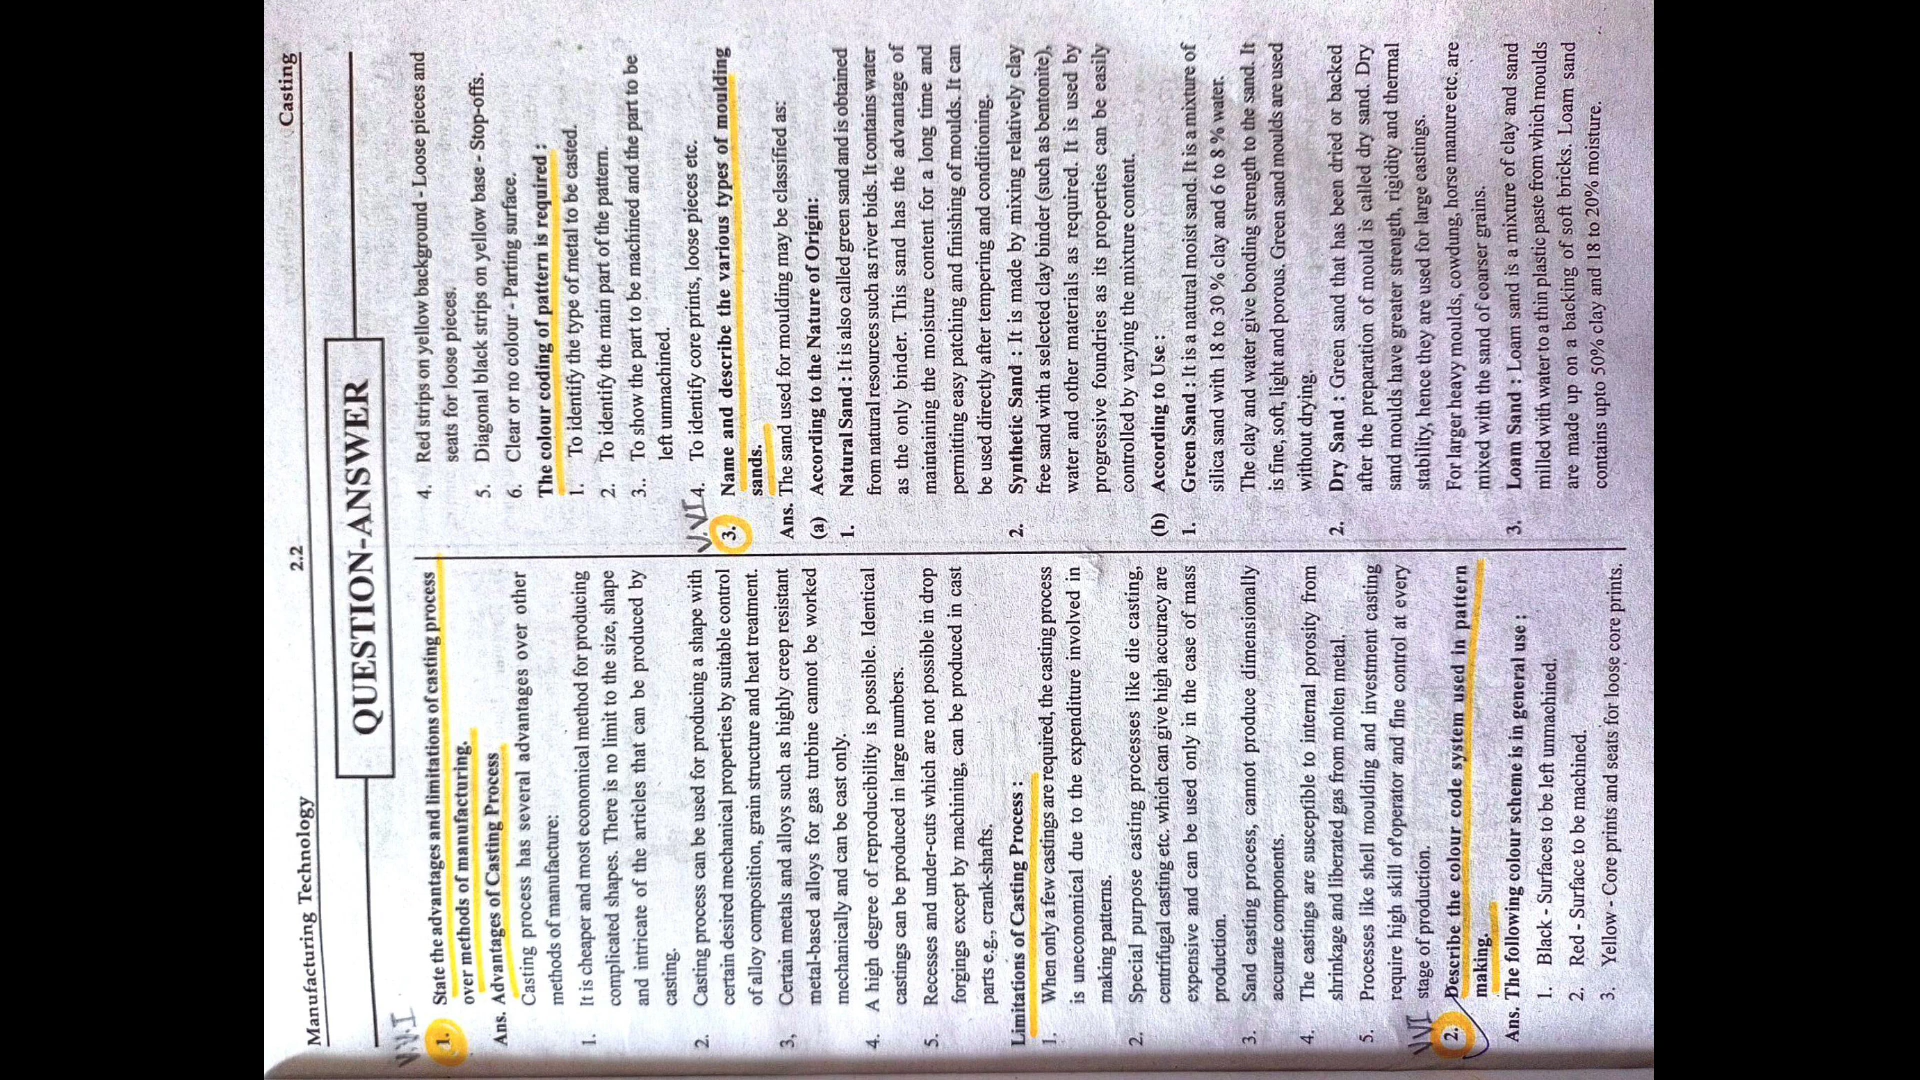 Manufacturing Technology
2.2
Casting
QUESTION-ANSWER
V.V.I
1. State the advantages and limitations of casting process
over methods of manufacturing.
Ans. Advantages of Casting Process
Casting process has several advantages over other
methods of manufacture:
1. It is cheaper and most economical method for producing
complicated shapes. There is no limit to the size, shape
and intricate of the articles that can be produced by
casting.
2. Casting process can be used for producing a shape with
certain desired mechanical properties by suitable control
of alloy composition, grain structure and heat treatment.
3, Certain metals and alloys such as highly creep resistant
metal-based alloys for gas turbine cannot be worked
mechanically and can be cast only.
4. A high degree of reproducibility is possible. Identical
castings can be produced in large numbers.
5. Recesses and under-cuts which are not possible in drop
forgings except by machining, can be produced in cast
parts e.g., crank-shafts.
Limitations of Casting Process :
1. When only a few castings are required, the casting process
is uneconomical due to the expenditure involved in
making patterns.
2. Special purpose casting processes like die casting,
centrifugal casting etc. which can give high accuracy are
expensive and can be used only in the case of mass
production.
3. Sand casting process, cannot produce dimensionally
accurate components.
4. The castings are susceptible to internal porosity from
shrinkage and liberated gas from molten metal.
5. Processes like shell moulding and investment casting
require high skill of operator and fine control at every
stage of production.
VVI
2. Describe the colour code system used in pattern
making.
Ans. The following colour scheme is in general use :
1. Black - Surfaces to be left unmachined.
2. Red - Surface to be machined.
3. Yellow - Core prints and seats for loose core prints.
4. Red strips on yellow background - Loose pieces and
seats for loose pieces.
5. Diagonal black strips on yellow base - Stop-offs.
6. Clear or no colour - Parting surface.
The colour coding of pattern is required :
1. To identify the type of metal to be casted.
2. To identify the main part of the pattern.
3.. To show the part to be machined and the part to be
left unmachined.
4. To identify core prints, loose pieces etc.
V.VI
3. Name and describe the various types of moulding
sands.
Ans. The sand used for moulding may be classified as:
(a) According to the Nature of Origin:
1. Natural Sand : It is also called green sand and is obtained
from natural resources such as river bids. It contains water
as the only binder. This sand has the advantage of
maintaining the moisture content for a long time and
permitting easy patching and finishing of moulds. It can
be used directly after tempering and conditioning.
2. Synthetic Sand : It is made by mixing relatively clay
free sand with a selected clay binder (such as bentonite),
water and other materials as required. It is used by
progressive foundries as its properties can be easily
controlled by varying the mixture content.
(b) According to Use :
1. Green Sand : It is a natural moist sand. It is a mixture of
silica sand with 18 to 30 % clay and 6 to 8 % water.
The clay and water give bonding strength to the sand. It
is fine, soft, light and porous. Green sand moulds are used
without drying.
2. Dry Sand : Green sand that has been dried or backed
after the preparation of mould is called dry sand. Dry
sand moulds have greater strength, rigidity and thermal
stability, hence they are used for large castings.
For larger heavy moulds, cowdung, horse manure etc. are
mixed with the sand of coarser grains.
3. Loam Sand : Loam sand is a mixture of clay and sand
milled with water to a thin plastic paste from which moulds
are made up on a backing of soft bricks. Loam sand
contains upto 50% clay and 18 to 20% moisture.